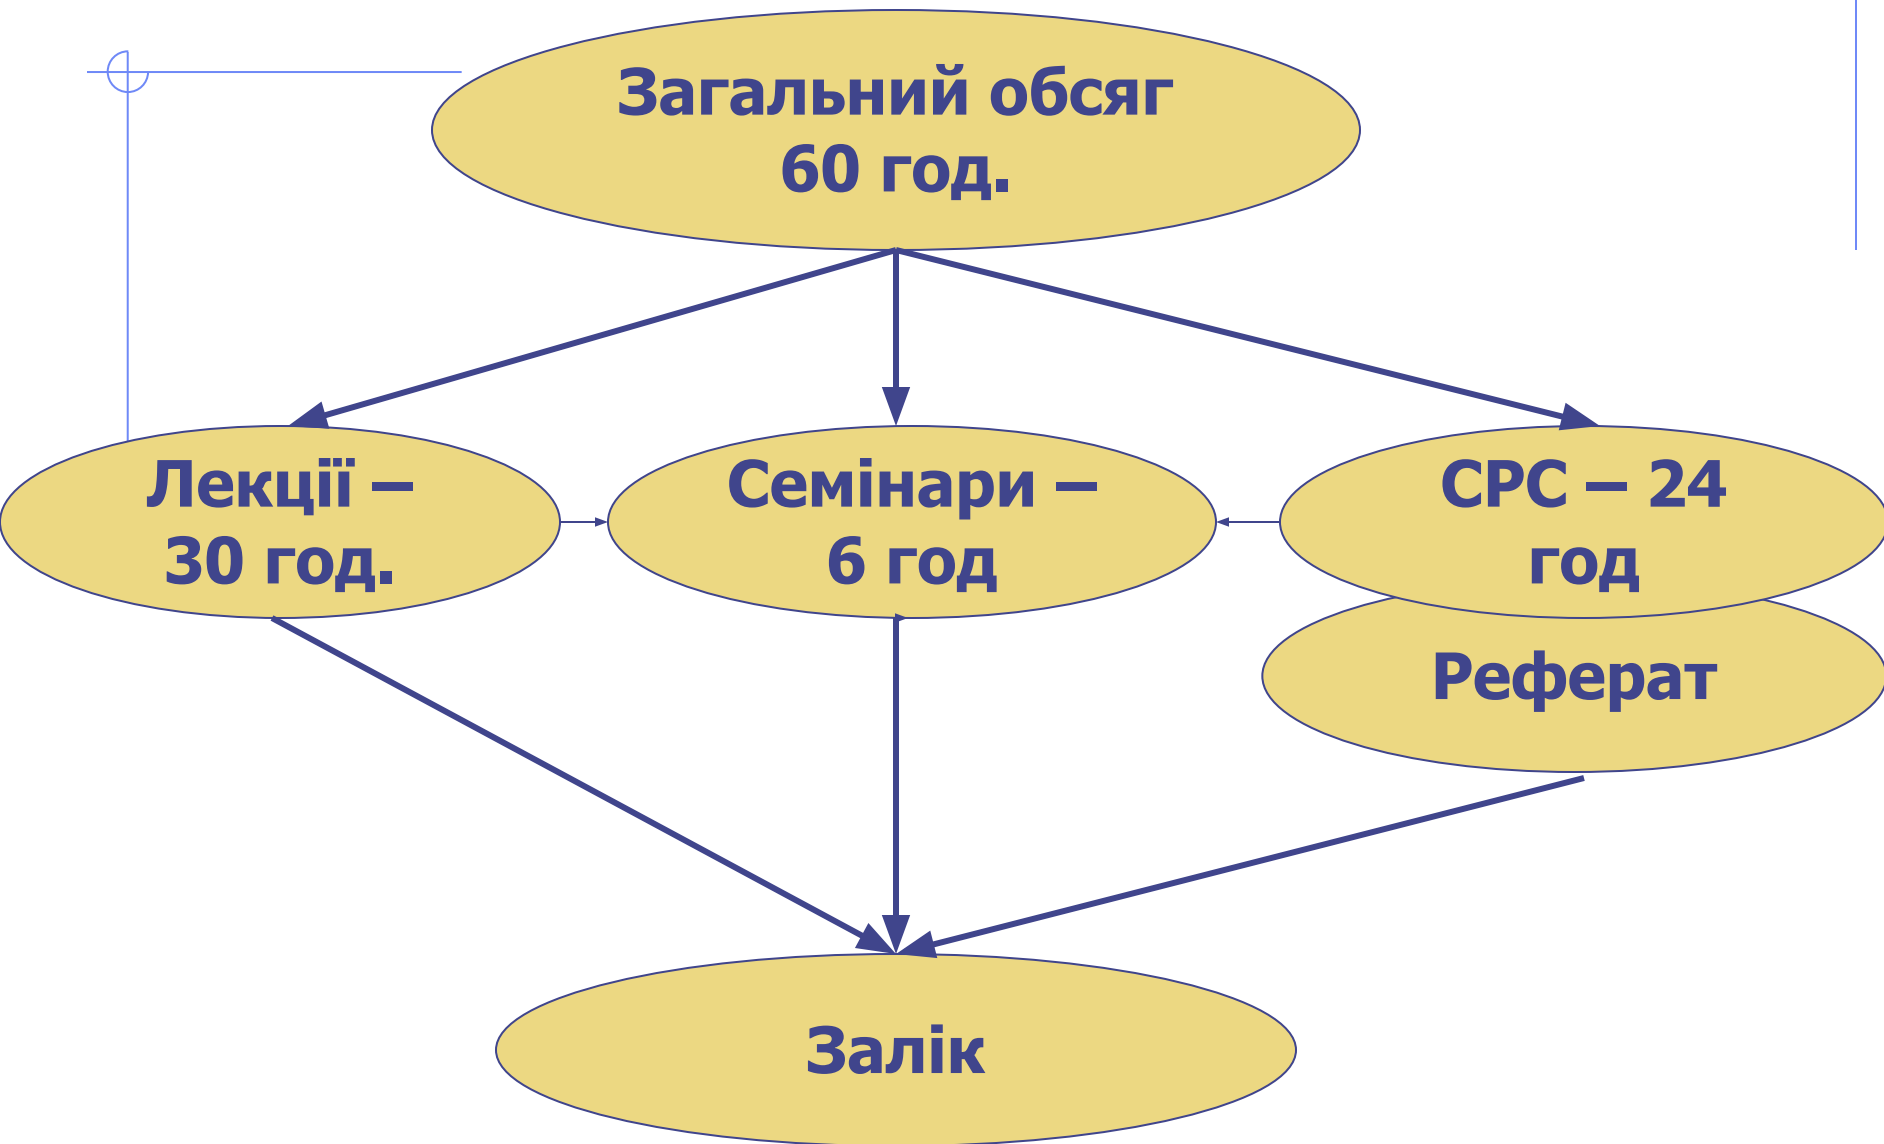 Загальний обсяг
60 год.
Лекції –
30 год.
Семінари –
6 год
СРС – 24
год
Реферат
Залік